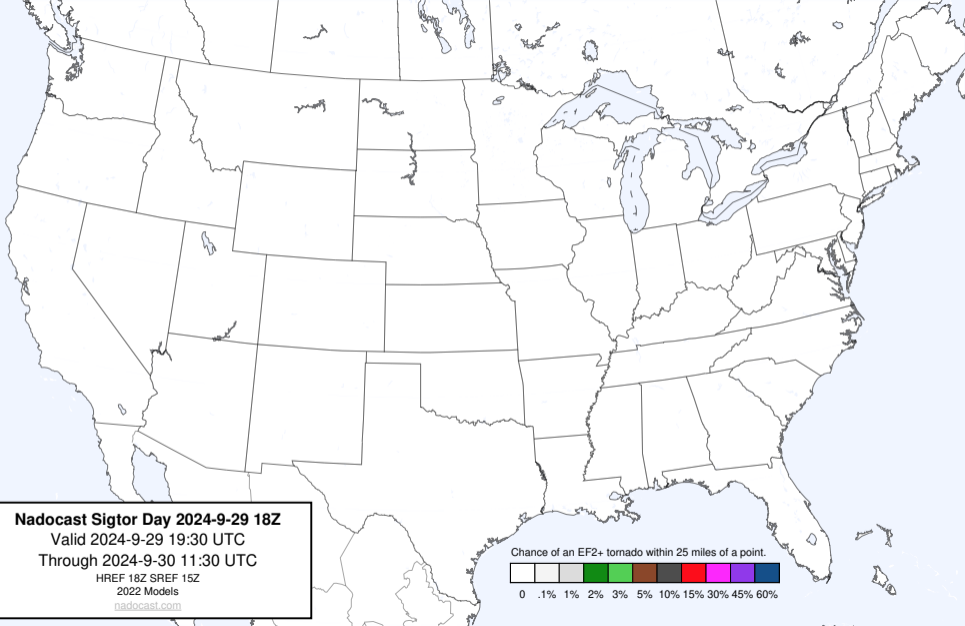 Nadocast Sigtor Day 2024-9-29 18Z
Valid 2024-9-29 19:30 UTC
Through 2024-9-30 11:30 UTC
HREF 18Z SREF 15Z
2022 Models
nadocast.com
Chance of an EF2+ tornado within 25 miles of a point.
0 .1% 1% 2% 3% 5% 10% 15% 30% 45% 60%